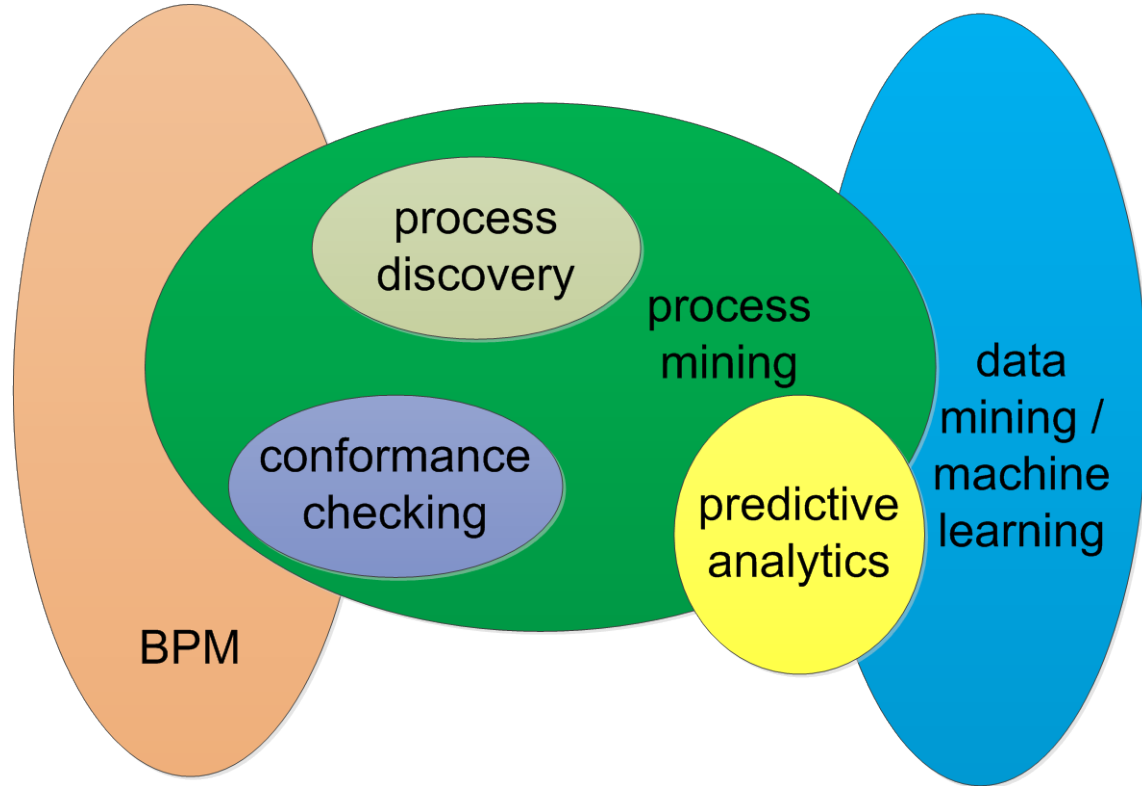 process
discovery
process
mining
conformance
checking
predictive
analytics
data
mining /
machine
learning
BPM